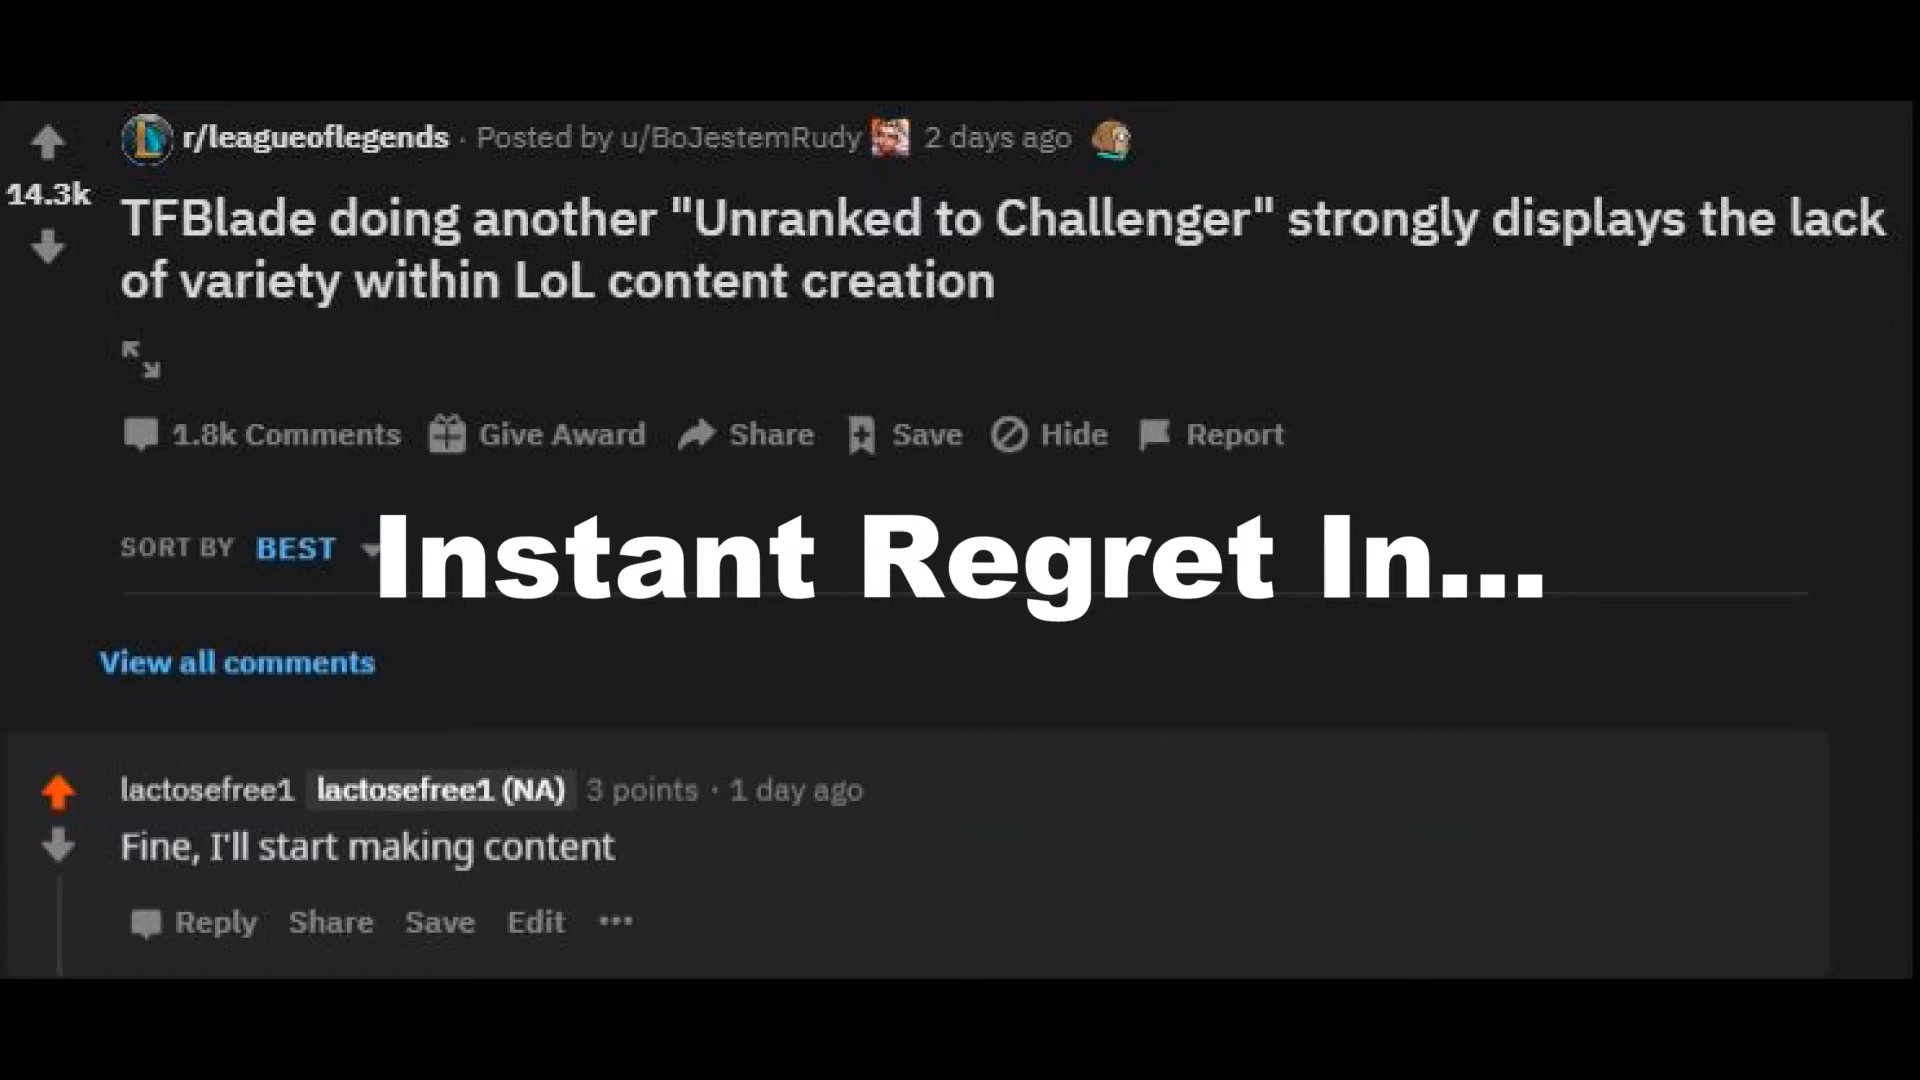 r/leagueoflegends · Posted by u/BoJestemRudy 2 days ago
14.3k
TFBlade doing another "Unranked to Challenger" strongly displays the lack
of variety within LoL content creation
1.8k Comments Give Award Share Save Hide Report
SORT BY BEST
Instant Regret In...
View all comments
lactosefree1 lactosefree1 (NA) 3 points · 1 day ago
Fine, I'll start making content
Reply Share Save Edit ···